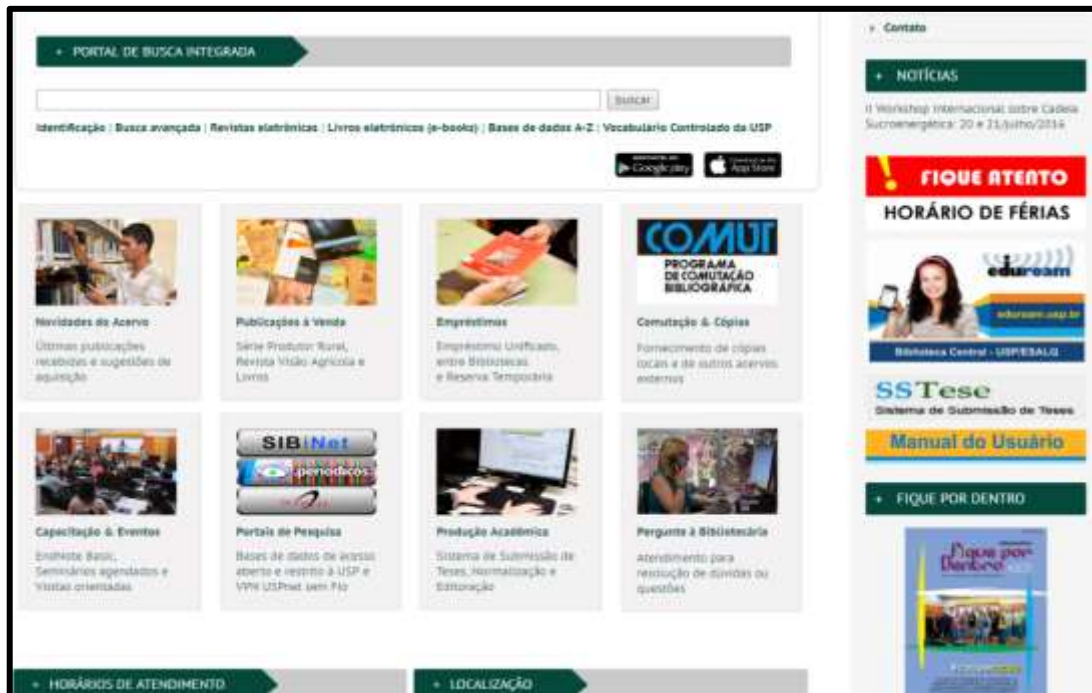 + PORTAL DE BUSCA INTEGRADA
buscar
Identificação | Busca avançada | Revistas eletrônicas | Livros eletrônicos (e-books) | Bases de dados A-Z | Vocabulário Controlado da USP
Google play
App Store
Novidades do Acervo
Últimas publicações
recebidas e sugestões de
aquisição
Publicações à Venda
Série Produtor Rural,
Revista Visão Agrícola e
Livros
Empréstimos
Empréstimo Unificado,
entre Bibliotecas
e Reserva Temporária
COMUT
PROGRAMA
DE COMUTAÇÃO
BIBLIOGRÁFICA
Comutação & Cópias
Fornecimento de cópias
locais e de outros acervos
externos
Capacitação & Eventos
EndNote Basic,
Seminários agendados e
Visitas orientadas
SIBiNet
periodicos
Portais de Pesquisa
Bases de dados de acesso
aberto e restrito à USP e
VPN USPnet sem Fio
Produção Acadêmica
Sistema de Submissão de
Teses, Normalização e
Editoração
Pergunte à Bibliotecária
Atendimento para
resolução de dúvidas ou
questões
+ HORÁRIOS DE ATENDIMENTO
+ LOCALIZAÇÃO
» Contato
+ NOTÍCIAS
II Workshop Internacional sobre Cadeia
Sucroenergética: 20 e 21/julho/2016
! FIQUE ATENTO
HORÁRIO DE FÉRIAS
eduroam
eduroam.usp.br
Biblioteca Central - USP/ESALQ
SSTese
Sistema de Submissão de Teses
Manual do Usuário
+ FIQUE POR DENTRO
Fique por
Dentro